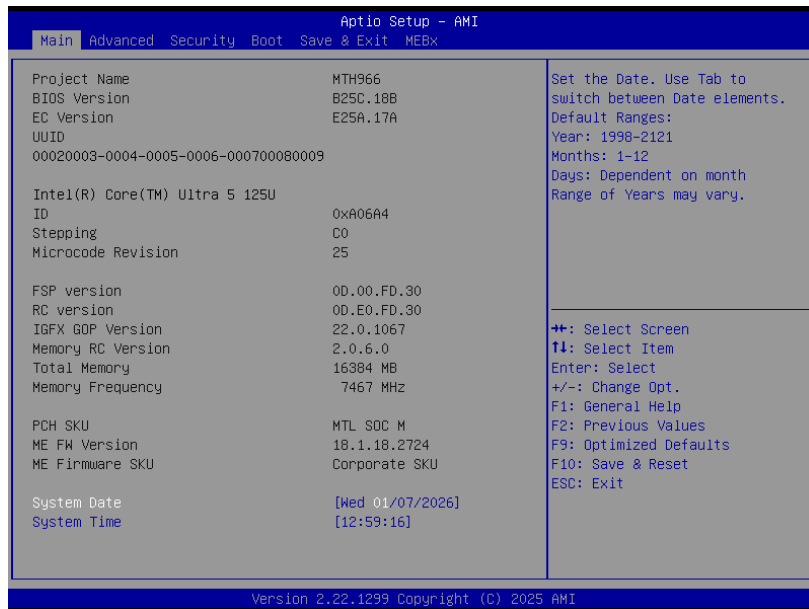 Aptio Setup - AMI
Main Advanced Security Boot Save & Exit MEBx
Project Name MTH966
BIOS Version B25C.18B
EC Version E25A.17A
UUID
00020003-0004-0005-0006-000700080009
Intel(R) Core(TM) Ultra 5 125U
ID 0xA06A4
Stepping C0
Microcode Revision 25
FSP version 0D.00.FD.30
RC version 0D.E0.FD.30
IGFX GOP Version 22.0.1067
Memory RC Version 2.0.6.0
Total Memory 16384 MB
Memory Frequency 7467 MHz
PCH SKU MTL SOC M
ME FW Version 18.1.18.2724
ME Firmware SKU Corporate SKU
System Date [Wed 01/07/2026]
System Time [12:59:16]
Set the Date. Use Tab to
switch between Date elements.
Default Ranges:
Year: 1998-2121
Months: 1-12
Days: Dependent on month
Range of Years may vary.
→←: Select Screen
↑↓: Select Item
Enter: Select
+/-: Change Opt.
F1: General Help
F2: Previous Values
F9: Optimized Defaults
F10: Save & Reset
ESC: Exit
Version 2.22.1299 Copyright (C) 2025 AMI